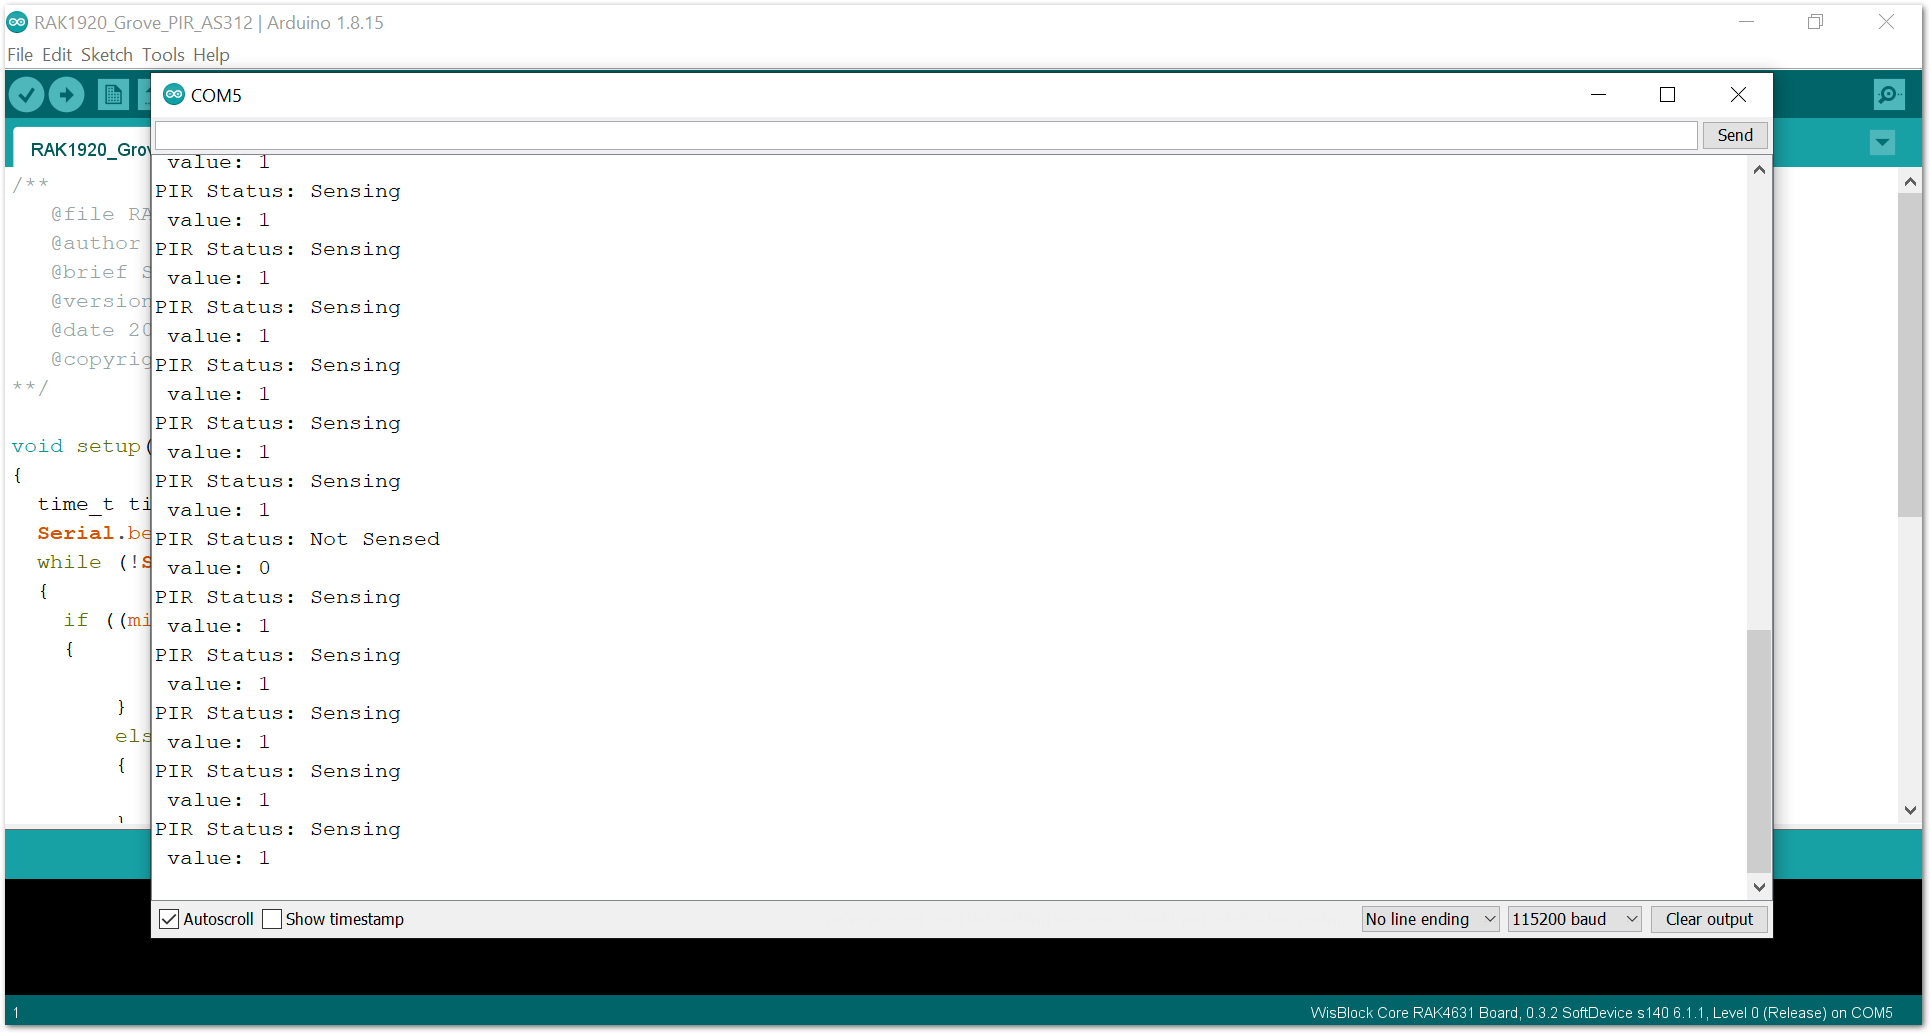 RAK1920_Grove_PIR_AS312 | Arduino 1.8.15
File Edit Sketch Tools Help
COM5
Send
RAK1920_Grov
/**
@file RA
@author
@brief S
@version
@date 20
@copyrig
**/
void setup(
{
time_t ti
Serial.be
while (!S
{
if ((mi
{
}
els
{
}
value: 1
PIR Status: Sensing
value: 1
PIR Status: Sensing
value: 1
PIR Status: Sensing
value: 1
PIR Status: Sensing
value: 1
PIR Status: Sensing
value: 1
PIR Status: Sensing
value: 1
PIR Status: Not Sensed
value: 0
PIR Status: Sensing
value: 1
PIR Status: Sensing
value: 1
PIR Status: Sensing
value: 1
PIR Status: Sensing
value: 1
PIR Status: Sensing
value: 1
Autoscroll Show timestamp No line ending 115200 baud Clear output
1 WisBlock Core RAK4631 Board, 0.3.2 SoftDevice s140 6.1.1, Level 0 (Release) on COM5